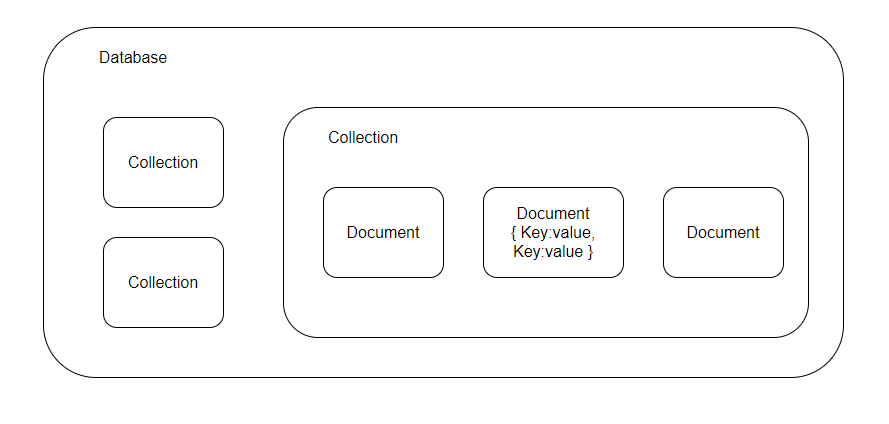 Database
Collection
Collection
Collection
Document
Document
{ Key:value,
Key:value }
Document